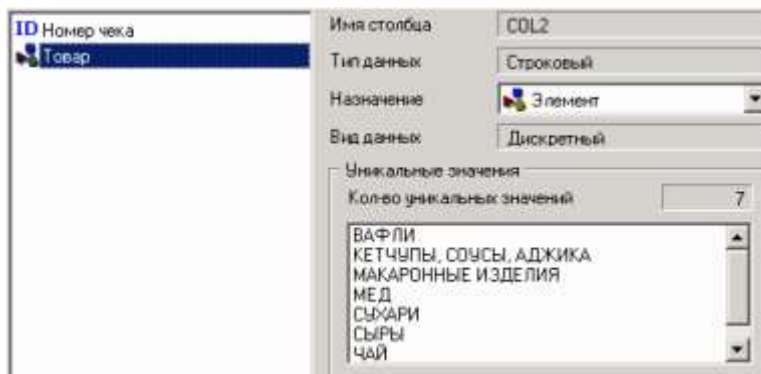 ID Номер чека
Товар
Имя столбца COL2
Тип данных Строковый
Назначение Элемент
Вид данных Дискретный
Уникальные значения
Кол-во уникальных значений 7
ВАФЛИ
КЕТЧУПЫ, СОУСЫ, АДЖИКА
МАКАРОННЫЕ ИЗДЕЛИЯ
МЕД
СУХАРИ
СЫРЫ
ЧАЙ